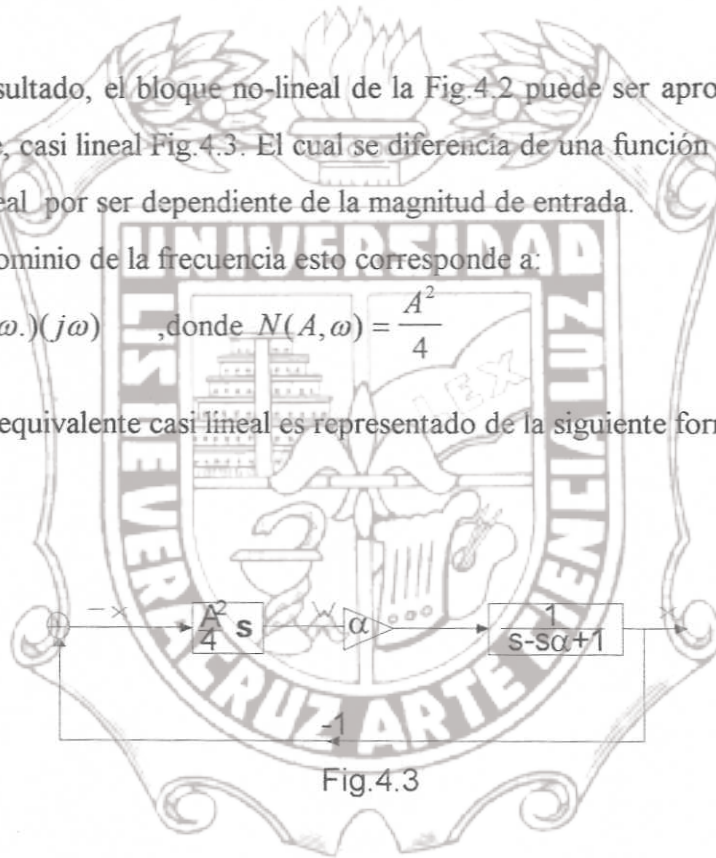 sultado, el bloque no-lineal de la Fig.4.2 puede ser apro
e, casi lineal Fig.4.3. El cual se diferencia de una función
eal por ser dependiente de la magnitud de entrada.
ominio de la frecuencia esto corresponde a:
ω.)(jω) ,donde N(A,ω) = A²/4
equivalente casi lineal es representado de la siguiente for
UNIVERSIDAD
LIS DE VERACRUZ ARTE CIENCIA LUZ
LEX
-x A²/4 s W α 1/(s-sα+1) x
-1
Fig.4.3